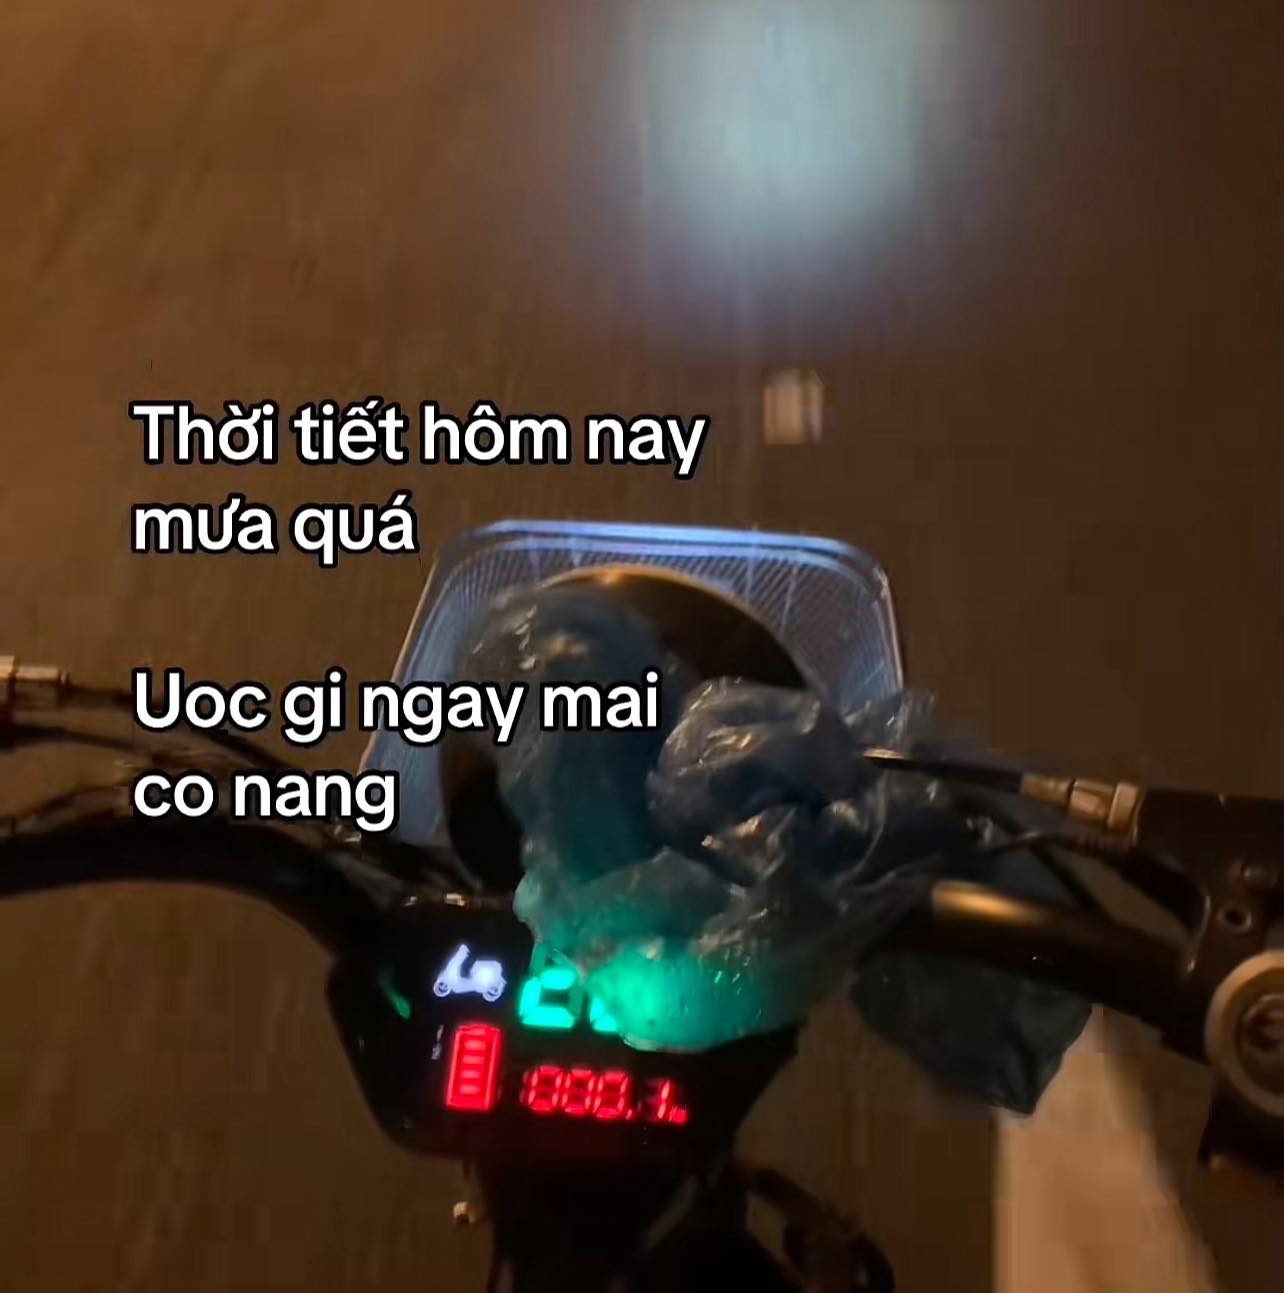 Thời tiết hôm nay
mưa quá
Uoc gi ngay mai
co nang